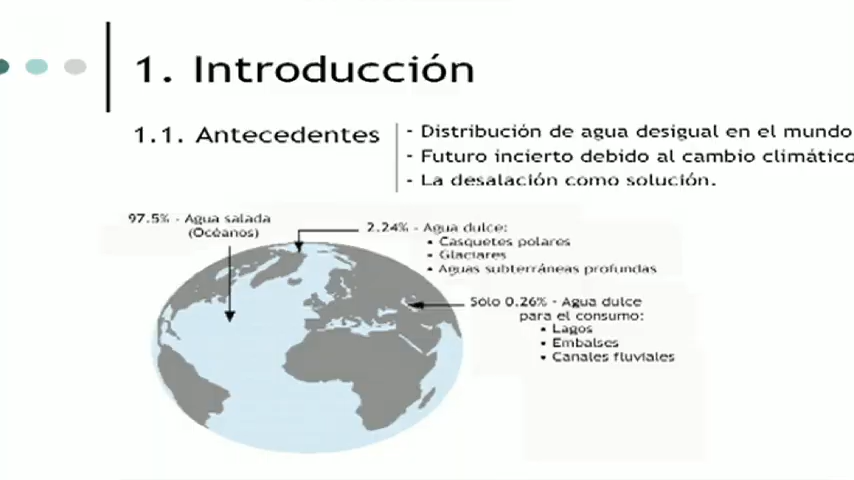 1. Introducción
1.1. Antecedentes
- Distribución de agua desigual en el mundo
- Futuro incierto debido al cambio climático
- La desalación como solución.
97.5% - Agua salada
(Océanos)
2.24% - Agua dulce:
• Casquetes polares
• Glaciares
• Aguas subterráneas profundas
Sólo 0.26% - Agua dulce
para el consumo:
• Lagos
• Embalses
• Canales fluviales